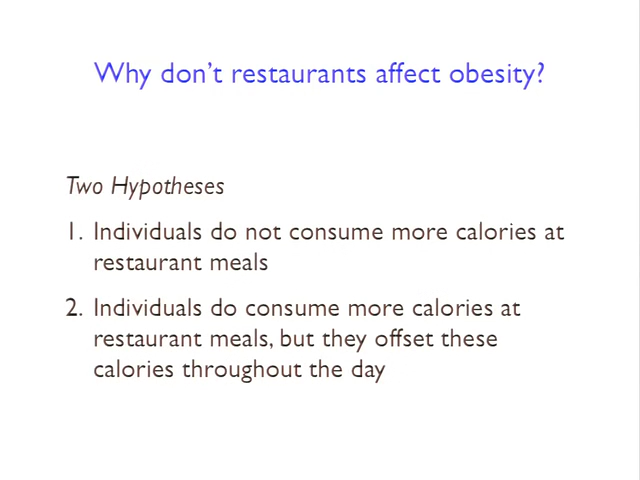 Why don't restaurants affect obesity?
Two Hypotheses
1. Individuals do not consume more calories at
restaurant meals
2. Individuals do consume more calories at
restaurant meals, but they offset these
calories throughout the day